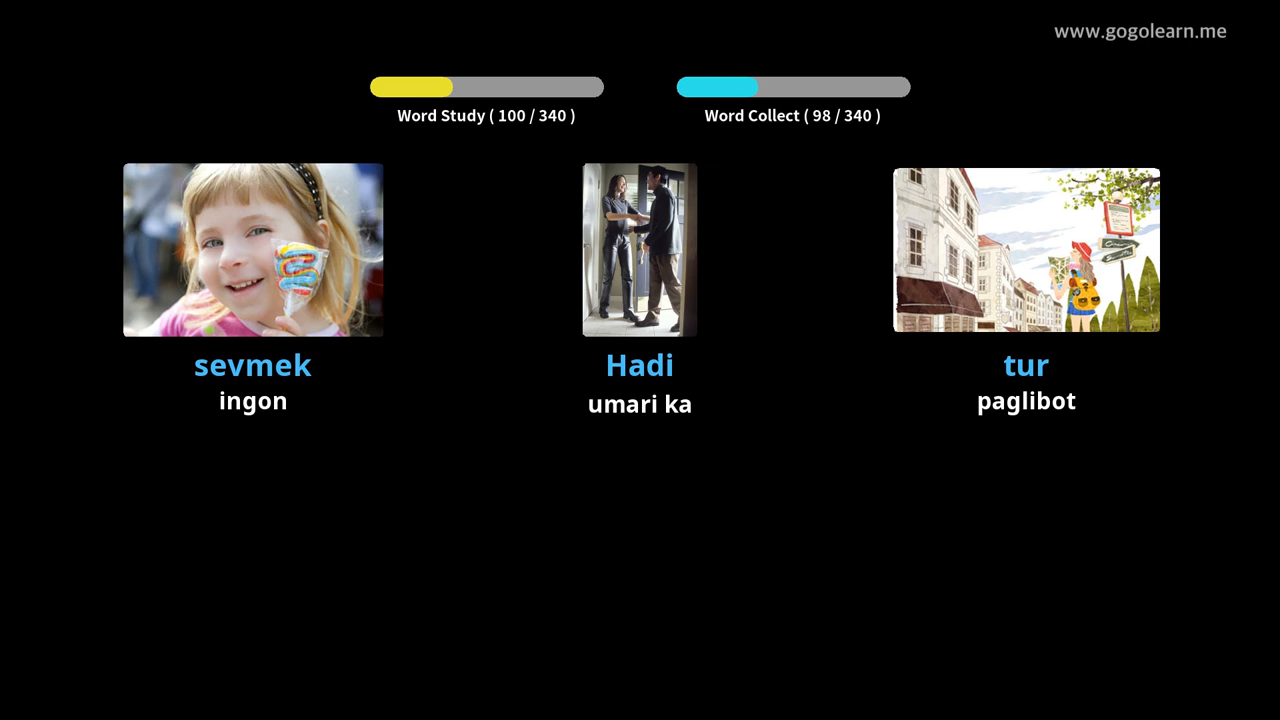 www.gogolearn.me
Word Study ( 100 / 340 )
Word Collect ( 98 / 340 )
sevmek
ingon
Hadi
umari ka
tur
paglibot